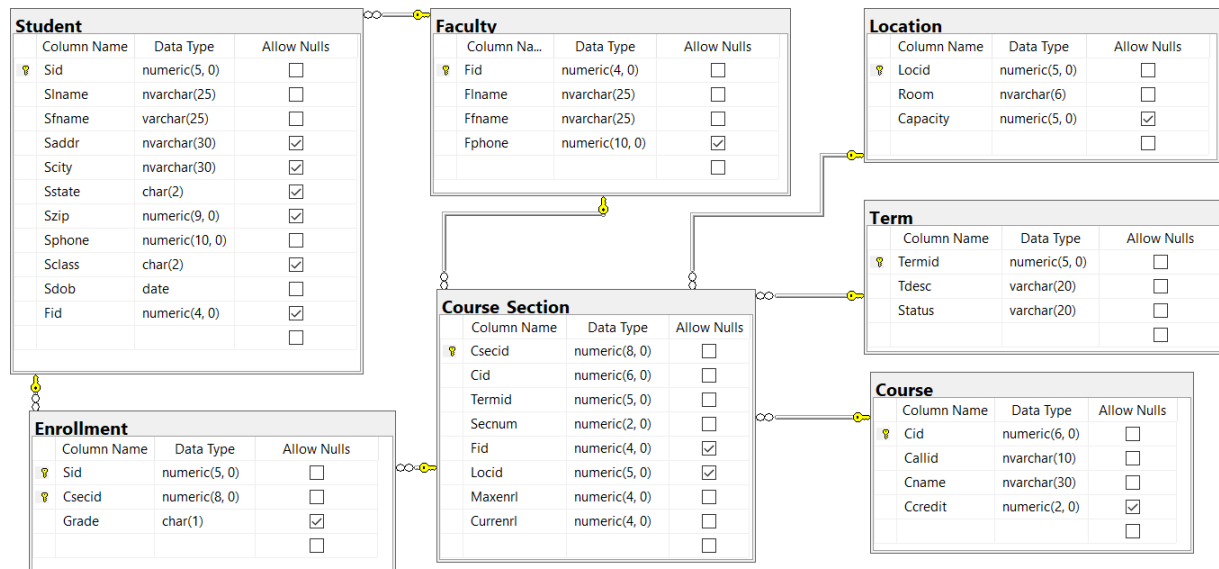 Student
Column Name Data Type Allow Nulls
Sid numeric(5, 0)
Slname nvarchar(25)
Sfname varchar(25)
Saddr nvarchar(30)
Scity nvarchar(30)
Sstate char(2)
Szip numeric(9, 0)
Sphone numeric(10, 0)
Sclass char(2)
Sdob date
Fid numeric(4, 0)
Faculty
Column Na... Data Type Allow Nulls
Fid numeric(4, 0)
Flname nvarchar(25)
Ffname nvarchar(25)
Fphone numeric(10, 0)
Location
Column Name Data Type Allow Nulls
Locid numeric(5, 0)
Room nvarchar(6)
Capacity numeric(5, 0)
Term
Column Name Data Type Allow Nulls
Termid numeric(5, 0)
Tdesc varchar(20)
Status varchar(20)
Course_Section
Column Name Data Type Allow Nulls
Csecid numeric(8, 0)
Cid numeric(6, 0)
Termid numeric(5, 0)
Secnum numeric(2, 0)
Fid numeric(4, 0)
Locid numeric(5, 0)
Maxenrl numeric(4, 0)
Currenrl numeric(4, 0)
Course
Column Name Data Type Allow Nulls
Cid numeric(6, 0)
Callid nvarchar(10)
Cname nvarchar(30)
Ccredit numeric(2, 0)
Enrollment
Column Name Data Type Allow Nulls
Sid numeric(5, 0)
Csecid numeric(8, 0)
Grade char(1)